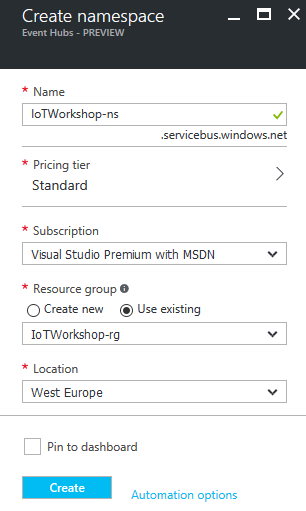 Create namespace
Event Hubs - PREVIEW
* Name
IoTWorkshop-ns
.servicebus.windows.net
* Pricing tier
Standard
* Subscription
Visual Studio Premium with MSDN
* Resource group
Create new Use existing
IoTWorkshop-rg
* Location
West Europe
Pin to dashboard
Create Automation options